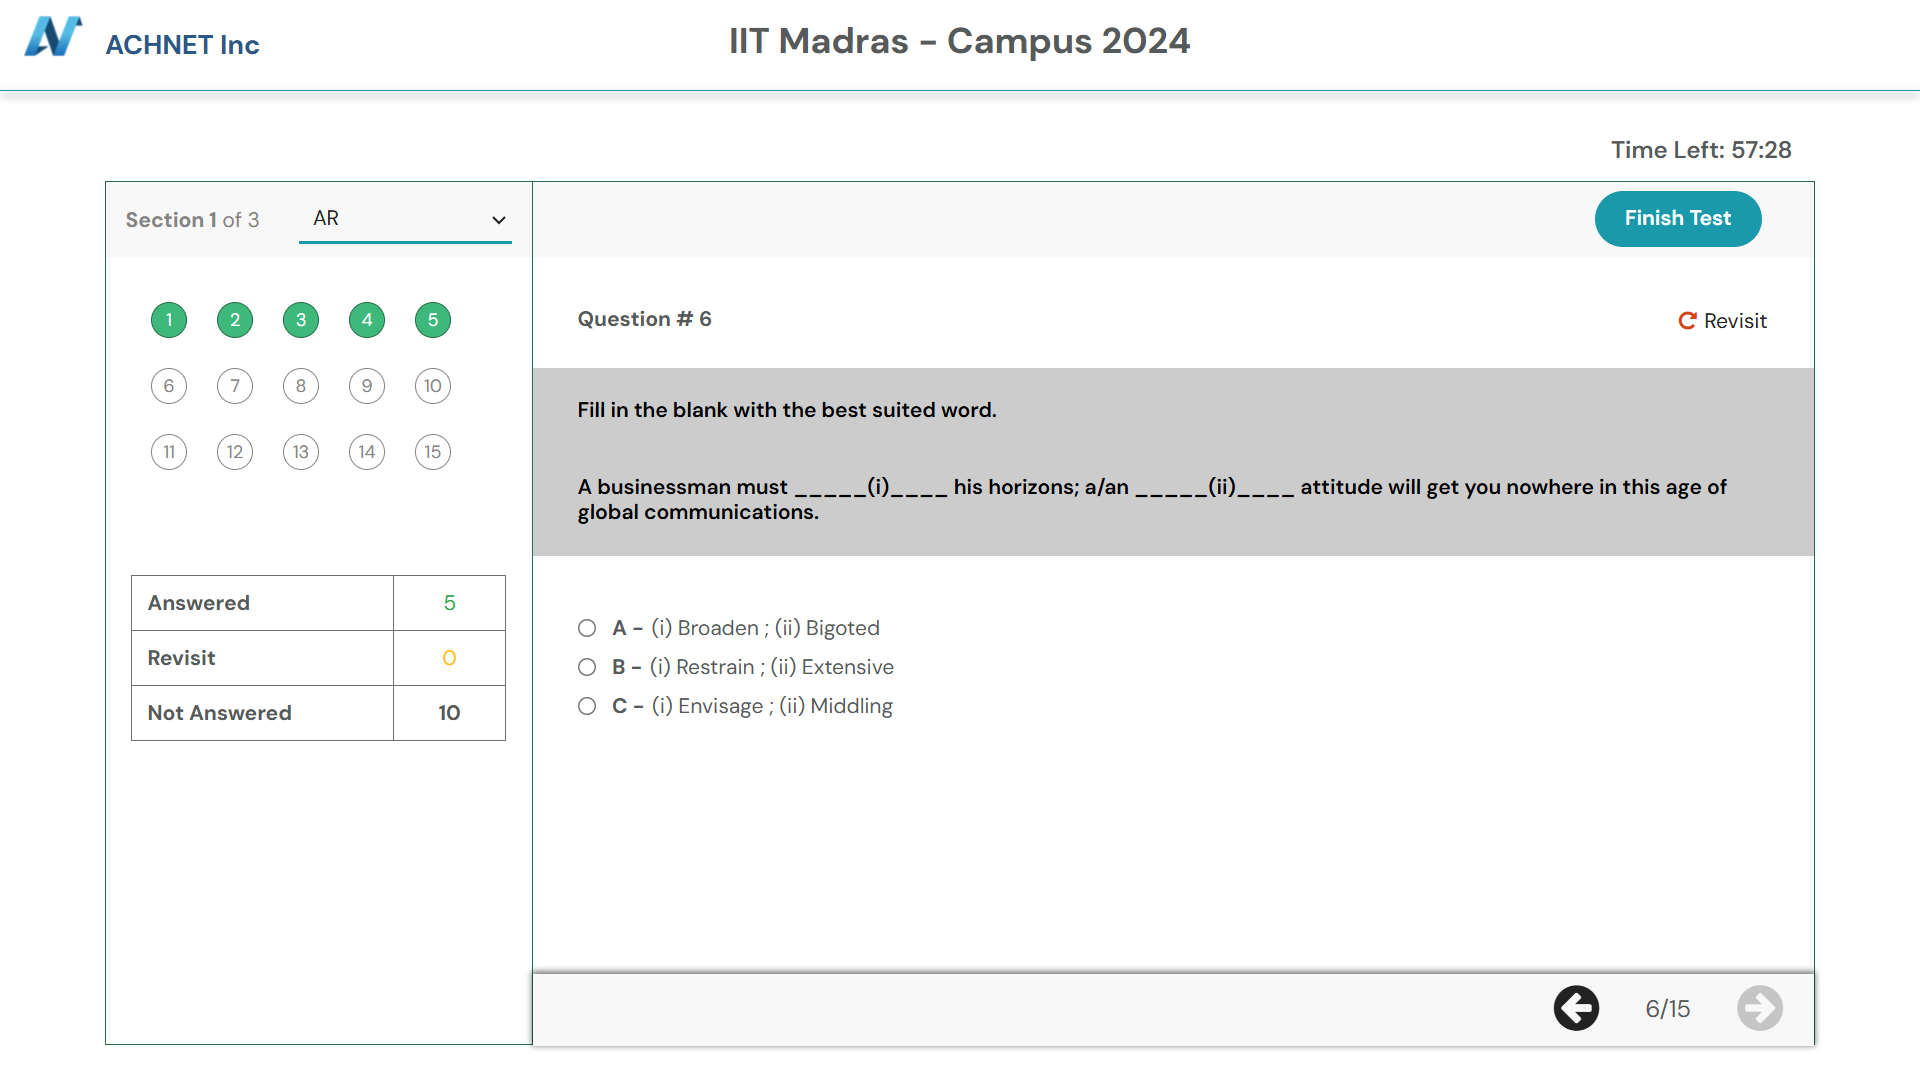 ACHNET Inc
IIT Madras - Campus 2024
Time Left: 57:28
Section 1 of 3
AR
Finish Test
1 2 3 4 5
6 7 8 9 10
11 12 13 14 15
Answered 5
Revisit 0
Not Answered 10
Question # 6
Revisit
Fill in the blank with the best suited word.
A businessman must _____(i)____ his horizons; a/an _____(ii)____ attitude will get you nowhere in this age of
global communications.
A - (i) Broaden ; (ii) Bigoted
B - (i) Restrain ; (ii) Extensive
C - (i) Envisage ; (ii) Middling
6/15